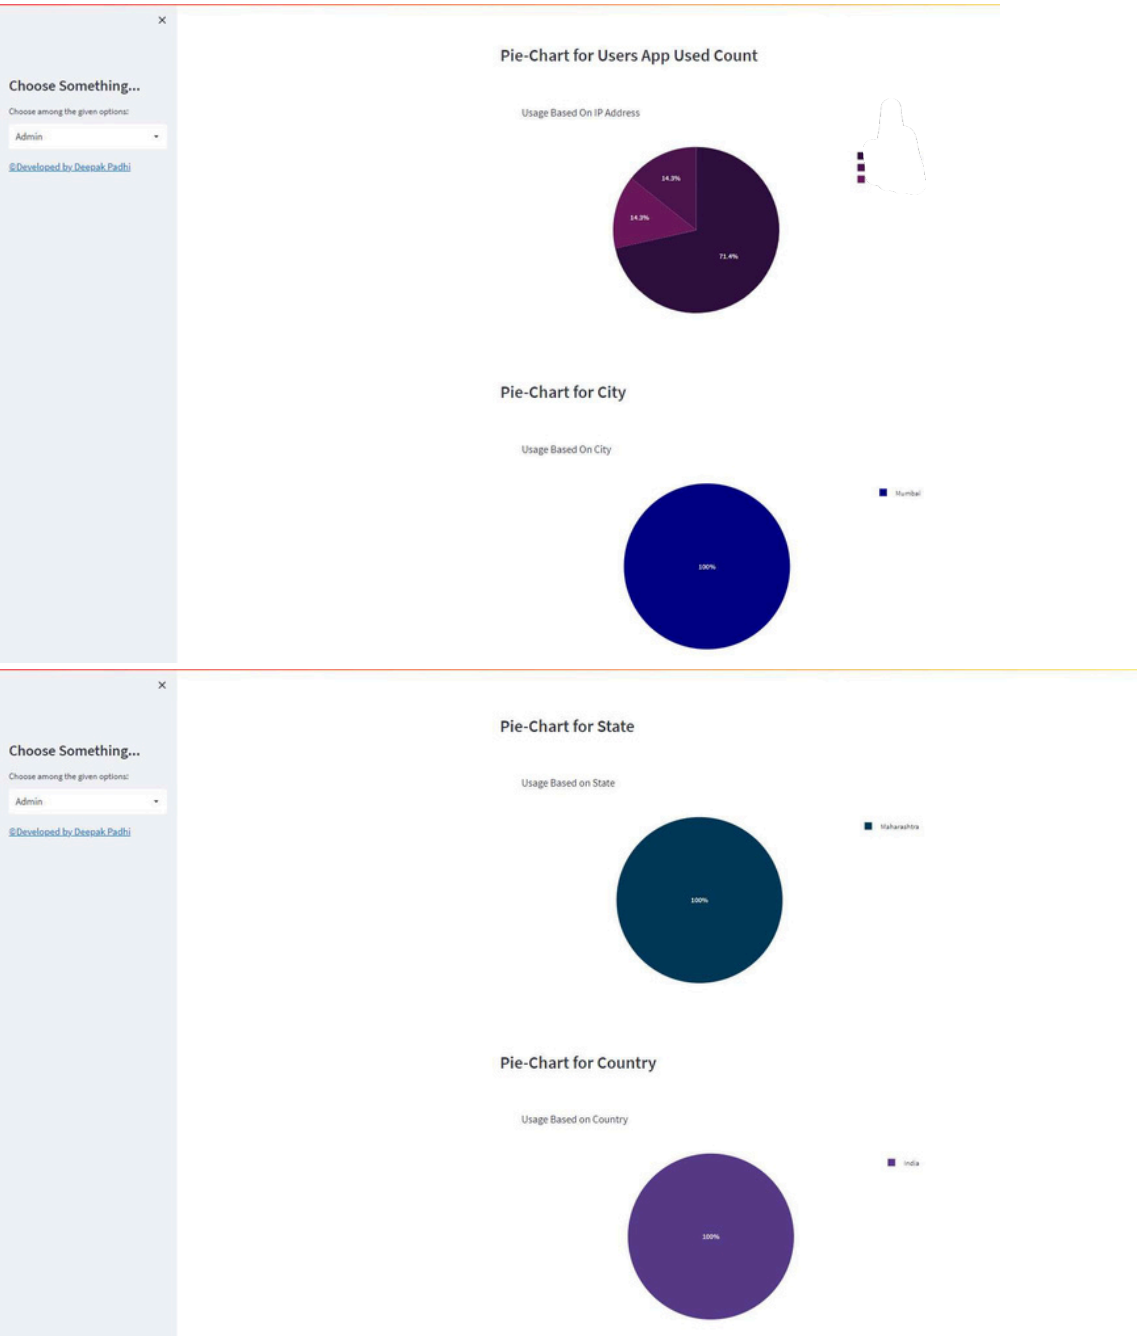 ×
Choose Something...
Choose among the given options:
Admin
©Developed by Deepak Padhi
Pie-Chart for Users App Used Count
Usage Based On IP Address
14.3%
14.3%
71.4%
Pie-Chart for City
Usage Based On City
Mumbai
100%
×
Choose Something...
Choose among the given options:
Admin
©Developed by Deepak Padhi
Pie-Chart for State
Usage Based on State
Maharashtra
100%
Pie-Chart for Country
Usage Based on Country
India
100%